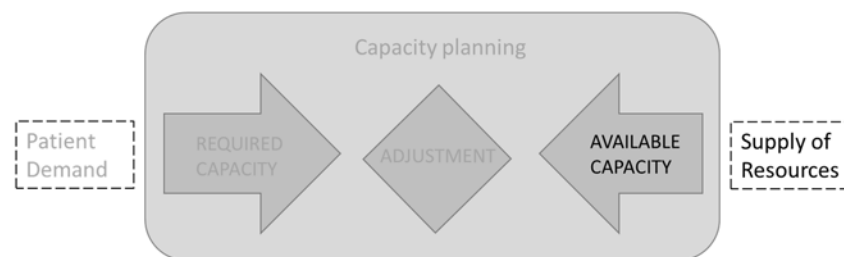 Capacity planning
Patient
Demand
REQUIRED
CAPACITY
ADJUSTMENT
AVAILABLE
CAPACITY
Supply of
Resources